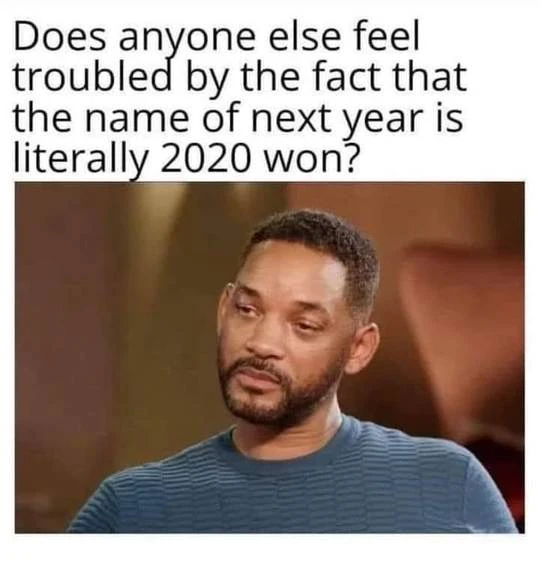 Does anyone else feel
troubled by the fact that
the name of next year is
literally 2020 won?